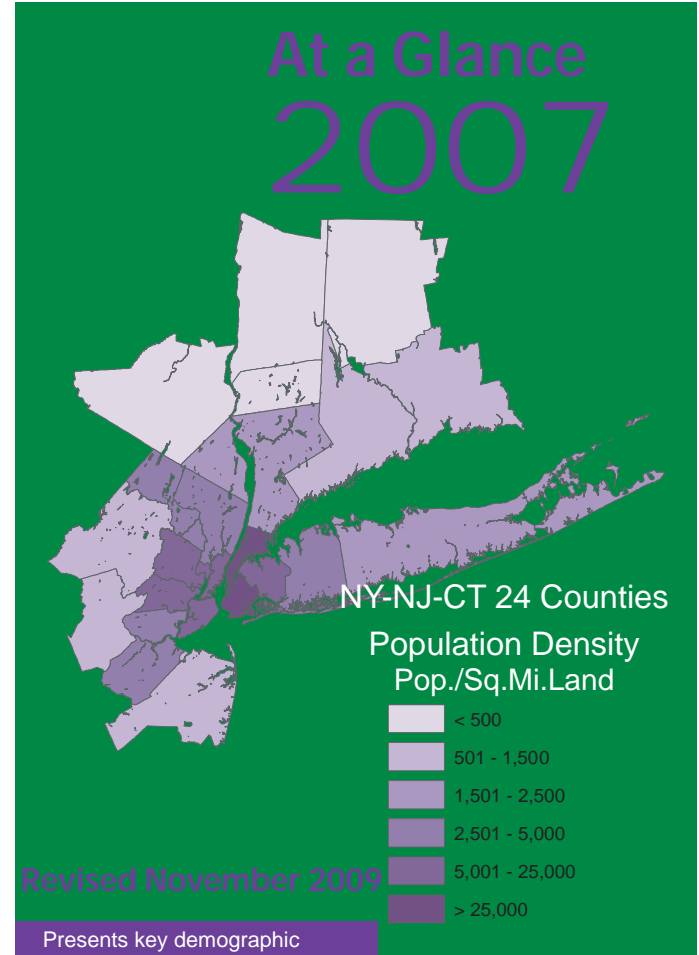 At a Glance
2007
NY-NJ-CT 24 Counties
Population Density
Pop./Sq.Mi.Land
< 500
501 - 1,500
1,501 - 2,500
2,501 - 5,000
5,001 - 25,000
> 25,000
Revised November 2009
Presents key demographic